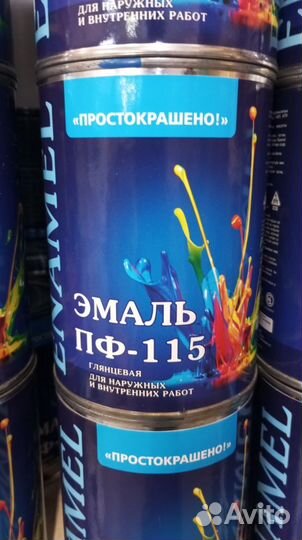 ДЛЯ НАРУЖНЫХ
И ВНУТРЕННИХ РАБОТ
«ПРОСТОКРАШЕНО!»
ENAMEL
ЭМАЛЬ
ПФ-115
ГЛЯНЦЕВАЯ
ДЛЯ НАРУЖНЫХ
И ВНУТРЕННИХ РАБОТ
«ПРОСТОКРАШЕНО!»
Avito